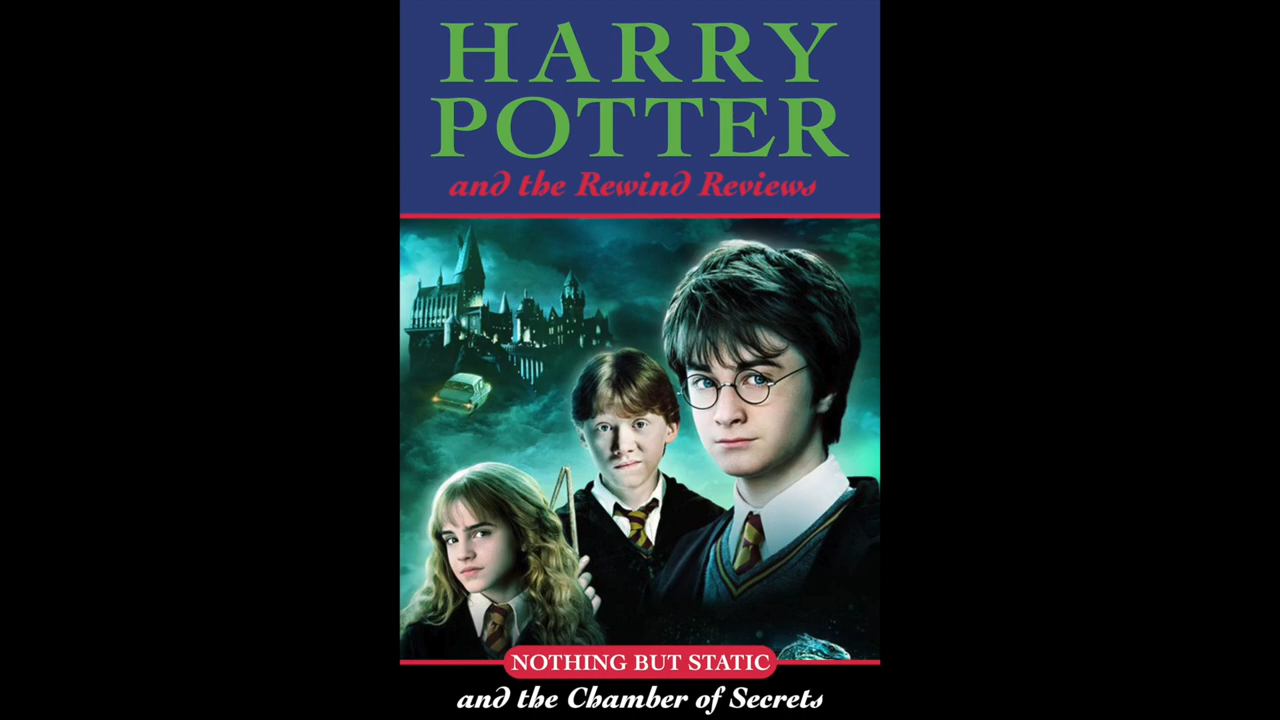 HARRY
POTTER
and the Rewind Reviews
NOTHING BUT STATIC
and the Chamber of Secrets